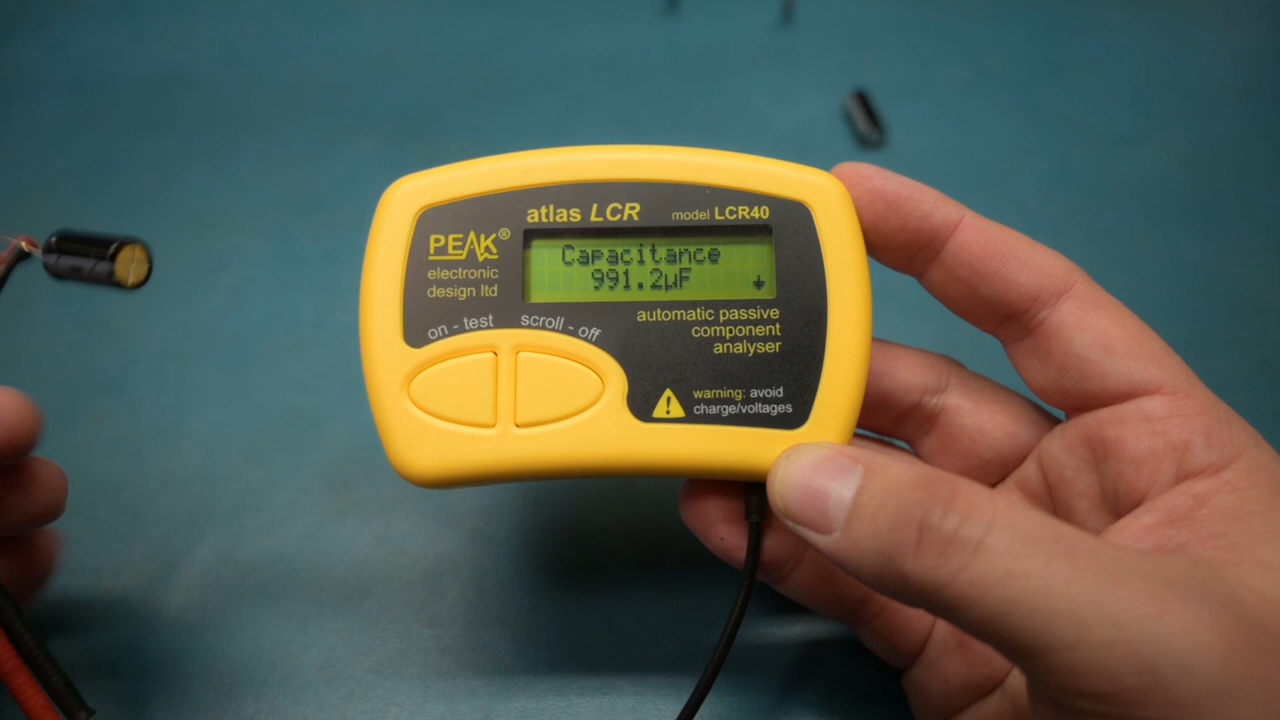 atlas LCR model LCR40
PEAK®
electronic
design ltd
Capacitance
991.2µF ↓
on - test scroll - off
automatic passive
component
analyser
warning: avoid
charge/voltages